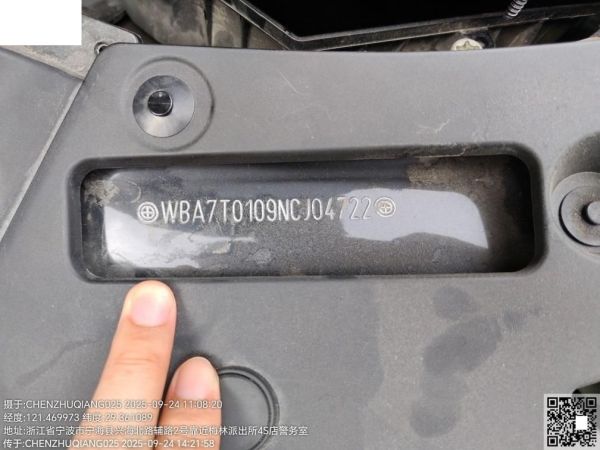 WBA7T0109NCJ04722
摄于:CHENZHUQIANG025 2025-09-24 11:08:20
经度:121.469973 纬度:29.361089
地址:浙江省宁波市宁海县兴海北路辅路2号靠近梅林派出所4S店警务室
传于:CHENZHUQIANG025 2025-09-24 14:21:58